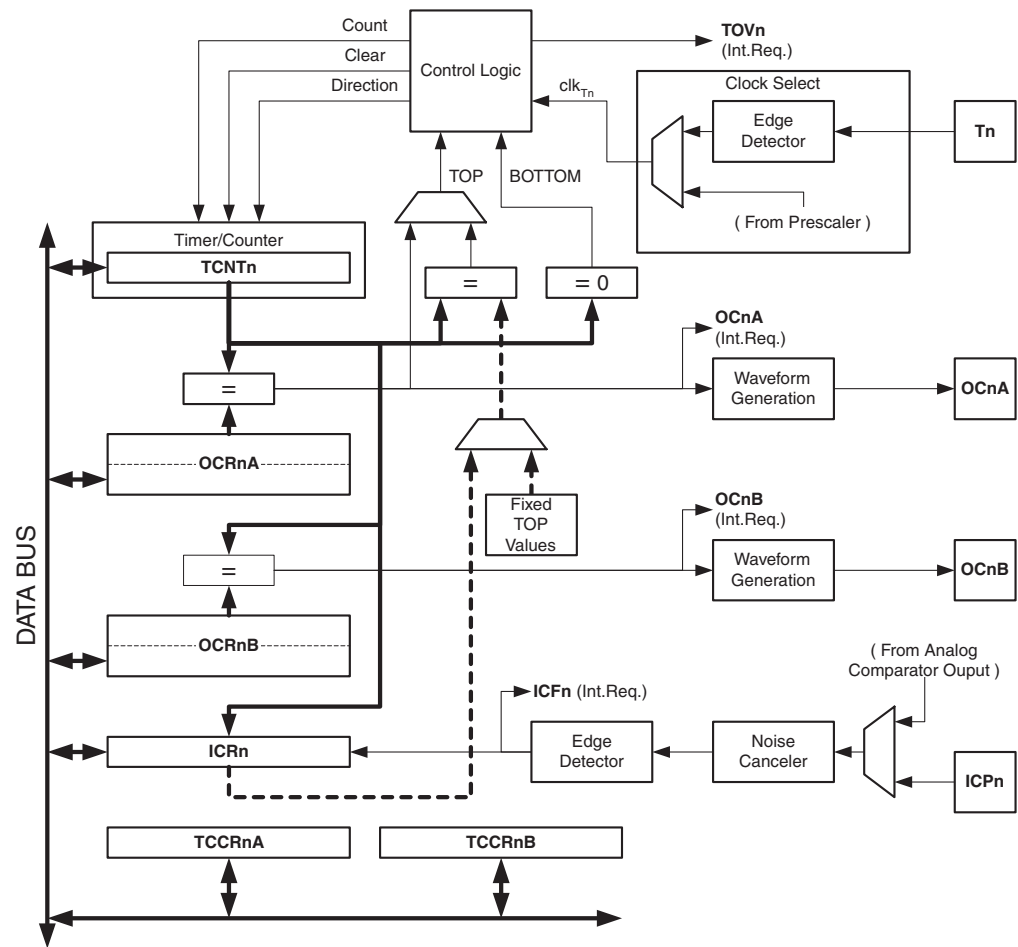 Count
Clear
Direction
Control Logic
TOVn
(Int.Req.)
clkTn
Clock Select
Edge
Detector
Tn
( From Prescaler )
TOP
BOTTOM
Timer/Counter
TCNTn
=
= 0
OCnA
(Int.Req.)
=
Waveform
Generation
OCnA
OCRnA
Fixed
TOP
Values
OCnB
(Int.Req.)
=
Waveform
Generation
OCnB
OCRnB
DATA BUS
( From Analog
Comparator Ouput )
ICFn (Int.Req.)
ICRn
Edge
Detector
Noise
Canceler
ICPn
TCCRnA
TCCRnB